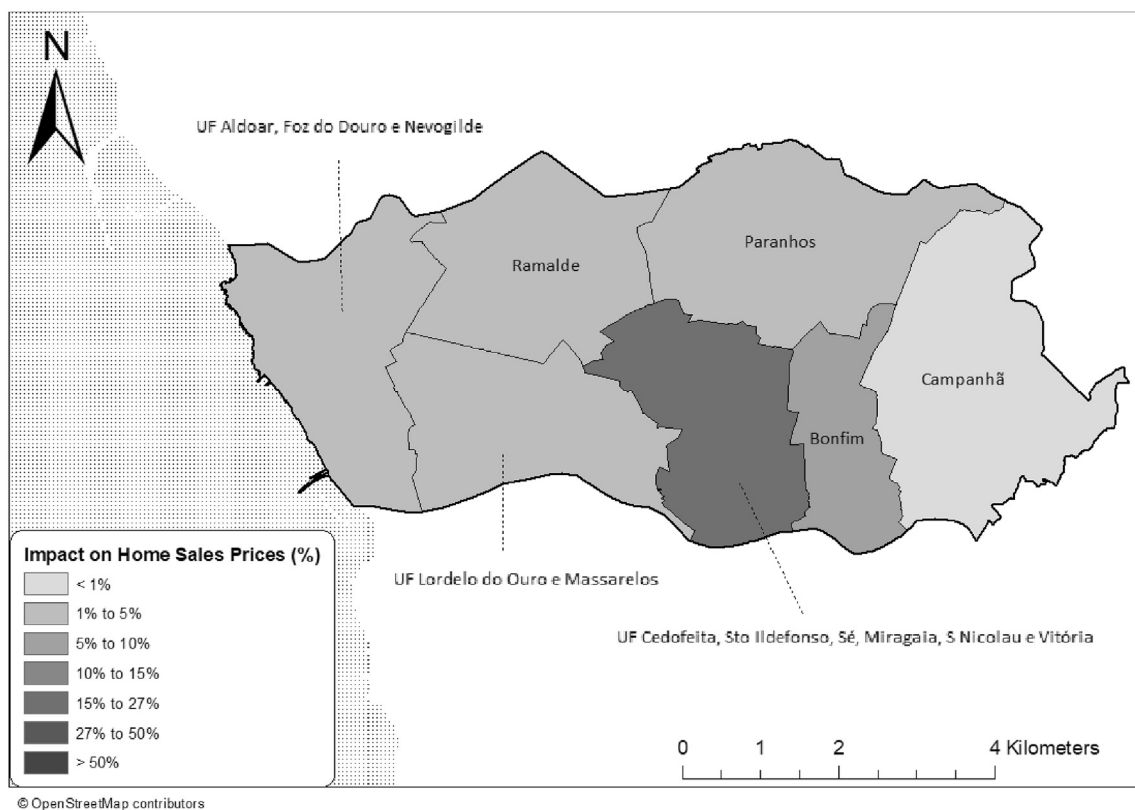 N
UF Aldoar, Foz do Douro e Nevogilde
Paranhos
Ramalde
Campanhã
Bonfim
UF Lordelo do Ouro e Massarelos
UF Cedofeita, Sto Ildefonso, Sé, Miragaia, S Nicolau e Vitória
Impact on Home Sales Prices (%)
< 1%
1% to 5%
5% to 10%
10% to 15%
15% to 27%
27% to 50%
> 50%
0 1 2 4 Kilometers
© OpenStreetMap contributors